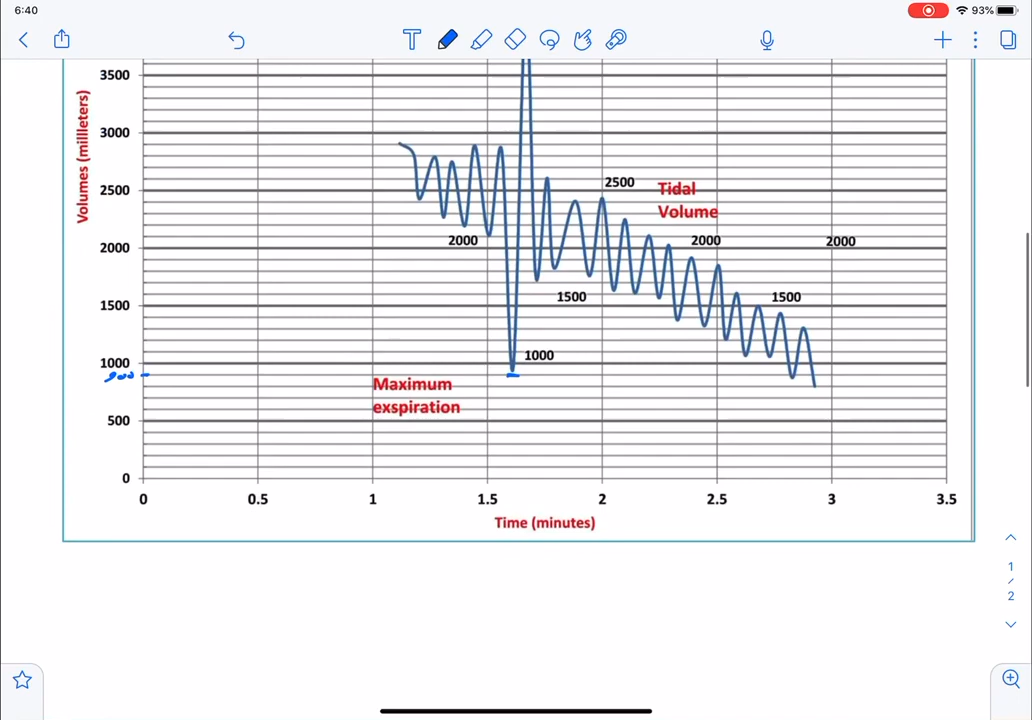 6:40
93%
T
3500
3000
2500
2000
1500
1000
900
500
0
Volumes (millleters)
2500
Tidal
Volume
2000
2000
2000
1500
1500
1000
Maximum
exspiration
0 0.5 1 1.5 2 2.5 3 3.5
Time (minutes)
1
/
2